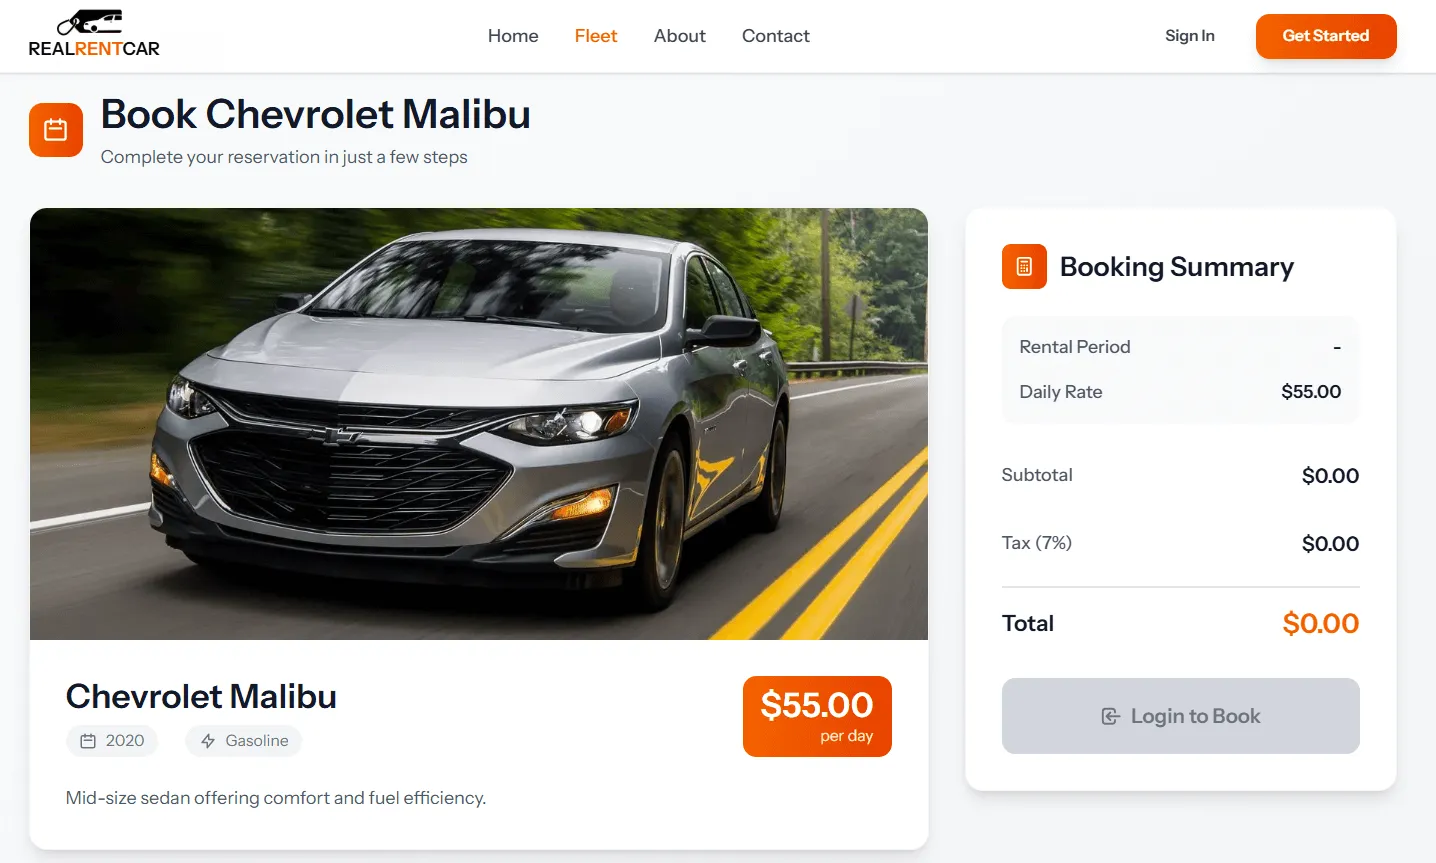 REALRENTCAR
Home Fleet About Contact
Sign In
Get Started
Book Chevrolet Malibu
Complete your reservation in just a few steps
Chevrolet Malibu
2020 Gasoline
$55.00
per day
Mid-size sedan offering comfort and fuel efficiency.
Booking Summary
Rental Period -
Daily Rate $55.00
Subtotal $0.00
Tax (7%) $0.00
Total $0.00
Login to Book